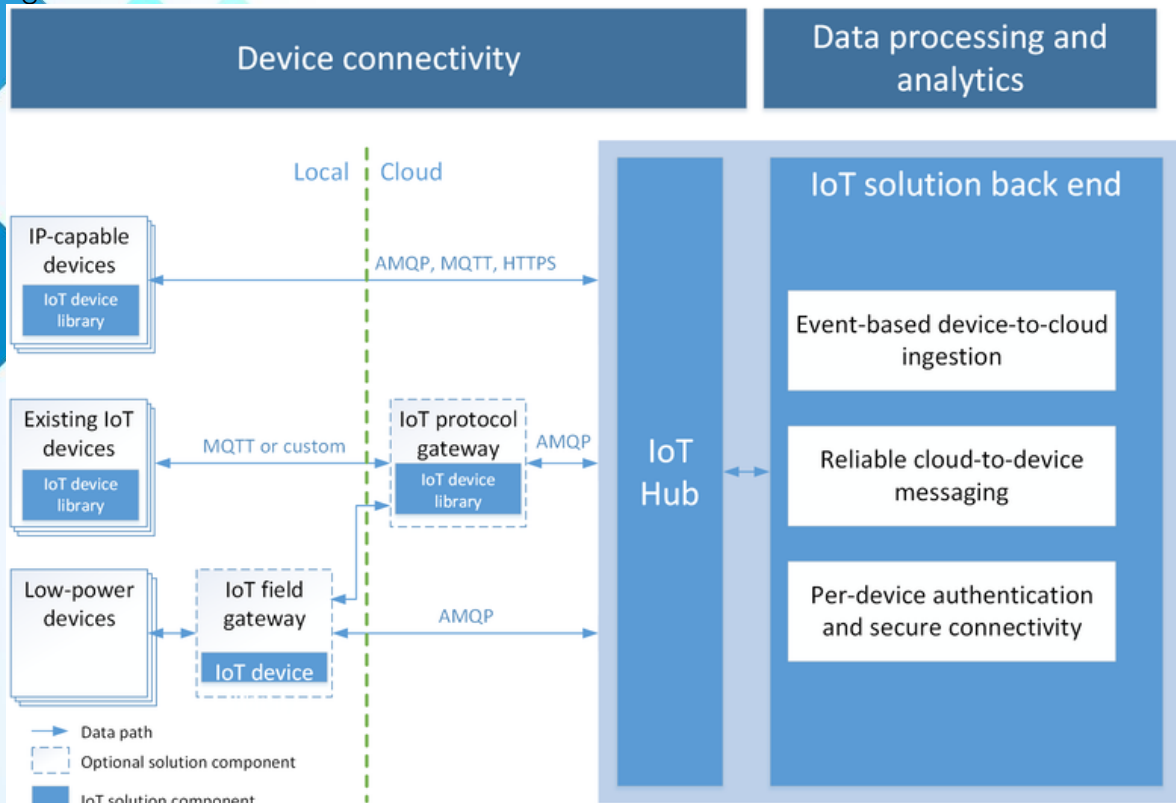 g
Device connectivity
Data processing and
analytics
Local
Cloud
IoT solution back end
IP-capable
devices
IoT device
library
AMQP, MQTT, HTTPS
Event-based device-to-cloud
ingestion
Existing IoT
devices
IoT device
library
MQTT or custom
IoT protocol
gateway
IoT device
library
AMQP
IoT
Hub
Reliable cloud-to-device
messaging
Low-power
devices
IoT field
gateway
IoT device
AMQP
Per-device authentication
and secure connectivity
Data path
Optional solution component
IoT solution component